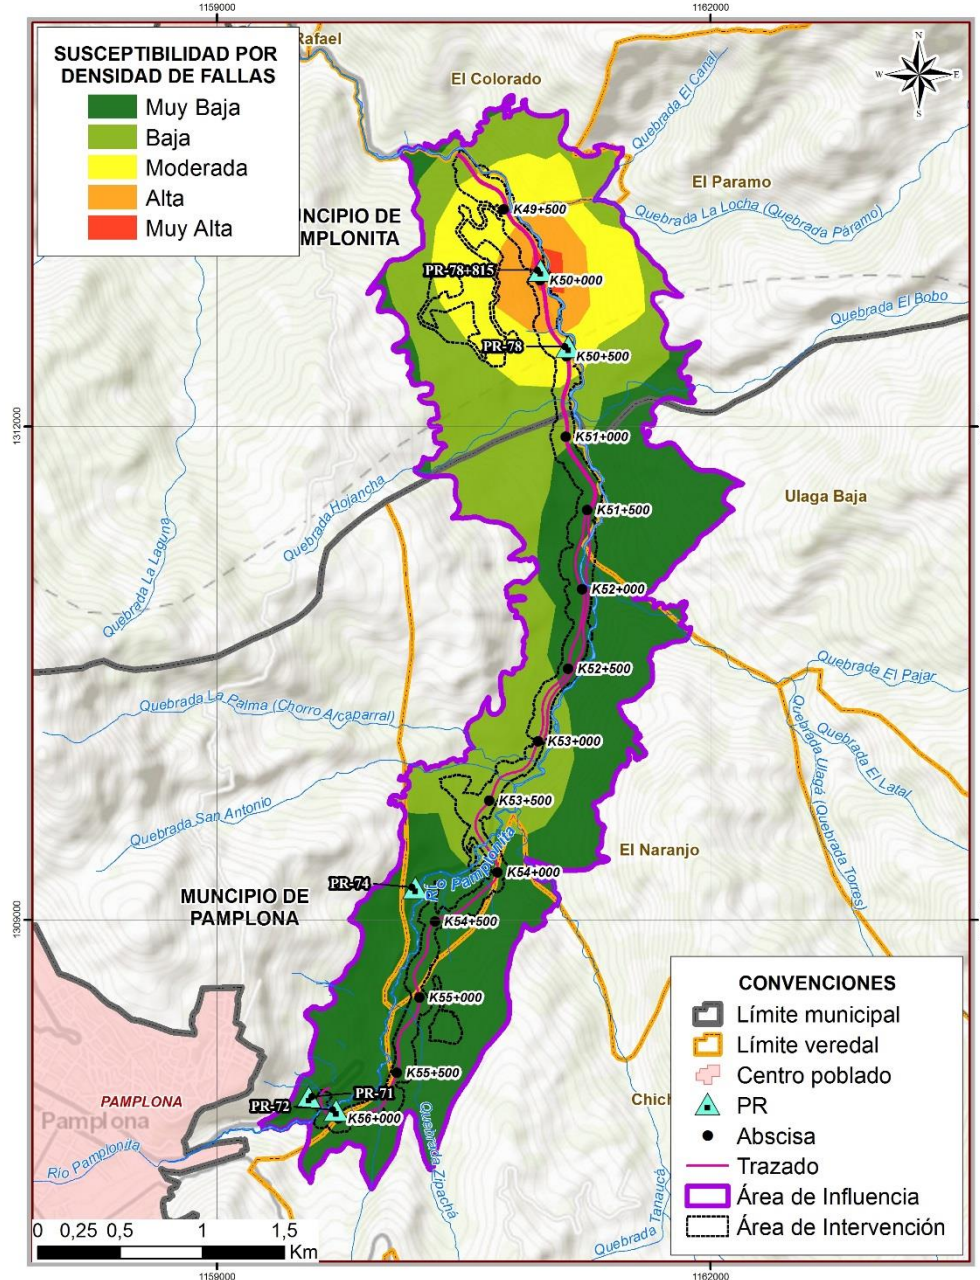 1159000
1162000
SUSCEPTIBILIDAD POR
DENSIDAD DE FALLAS
Muy Baja
Baja
Moderada
Alta
Muy Alta
Rafael
El Colorado
N
W
E
S
Quebrada El Canal
El Paramo
Quebrada La Locha (Quebrada Páramo)
K49+500
UNCIPIO DE
MPLONITA
PR-78+815
K50+000
Quebrada El Bobo
PR-78
K50+500
1312000
1312000
K51+000
Quebrada Hojancha
Ulaga Baja
K51+500
Quebrada La Laguna
K52+000
K52+500
Quebrada El Pajar
Quebrada La Palma (Chorro A/caparral)
K53+000
Quebrada Ulagá (Quebrada Torres)
Quebrada El Latal
K53+500
Quebrada San Antonio
Río Pamplonita
El Naranjo
K54+000
PR-74
MUNCIPIO DE
PAMPLONA
K54+500
1309000
1309000
K55+000
K55+500
PR-71
PAMPLONA
PR-72
K56+000
Pamplona
Río Pamplonita
Quebrada Zipachá
Chich
Quebrada Tanaucá
CONVENCIONES
Límite municipal
Límite veredal
Centro poblado
PR
Abscisa
Trazado
Área de Influencia
Área de Intervención
0 0,25 0,5 1 1,5
Km
1159000
1162000